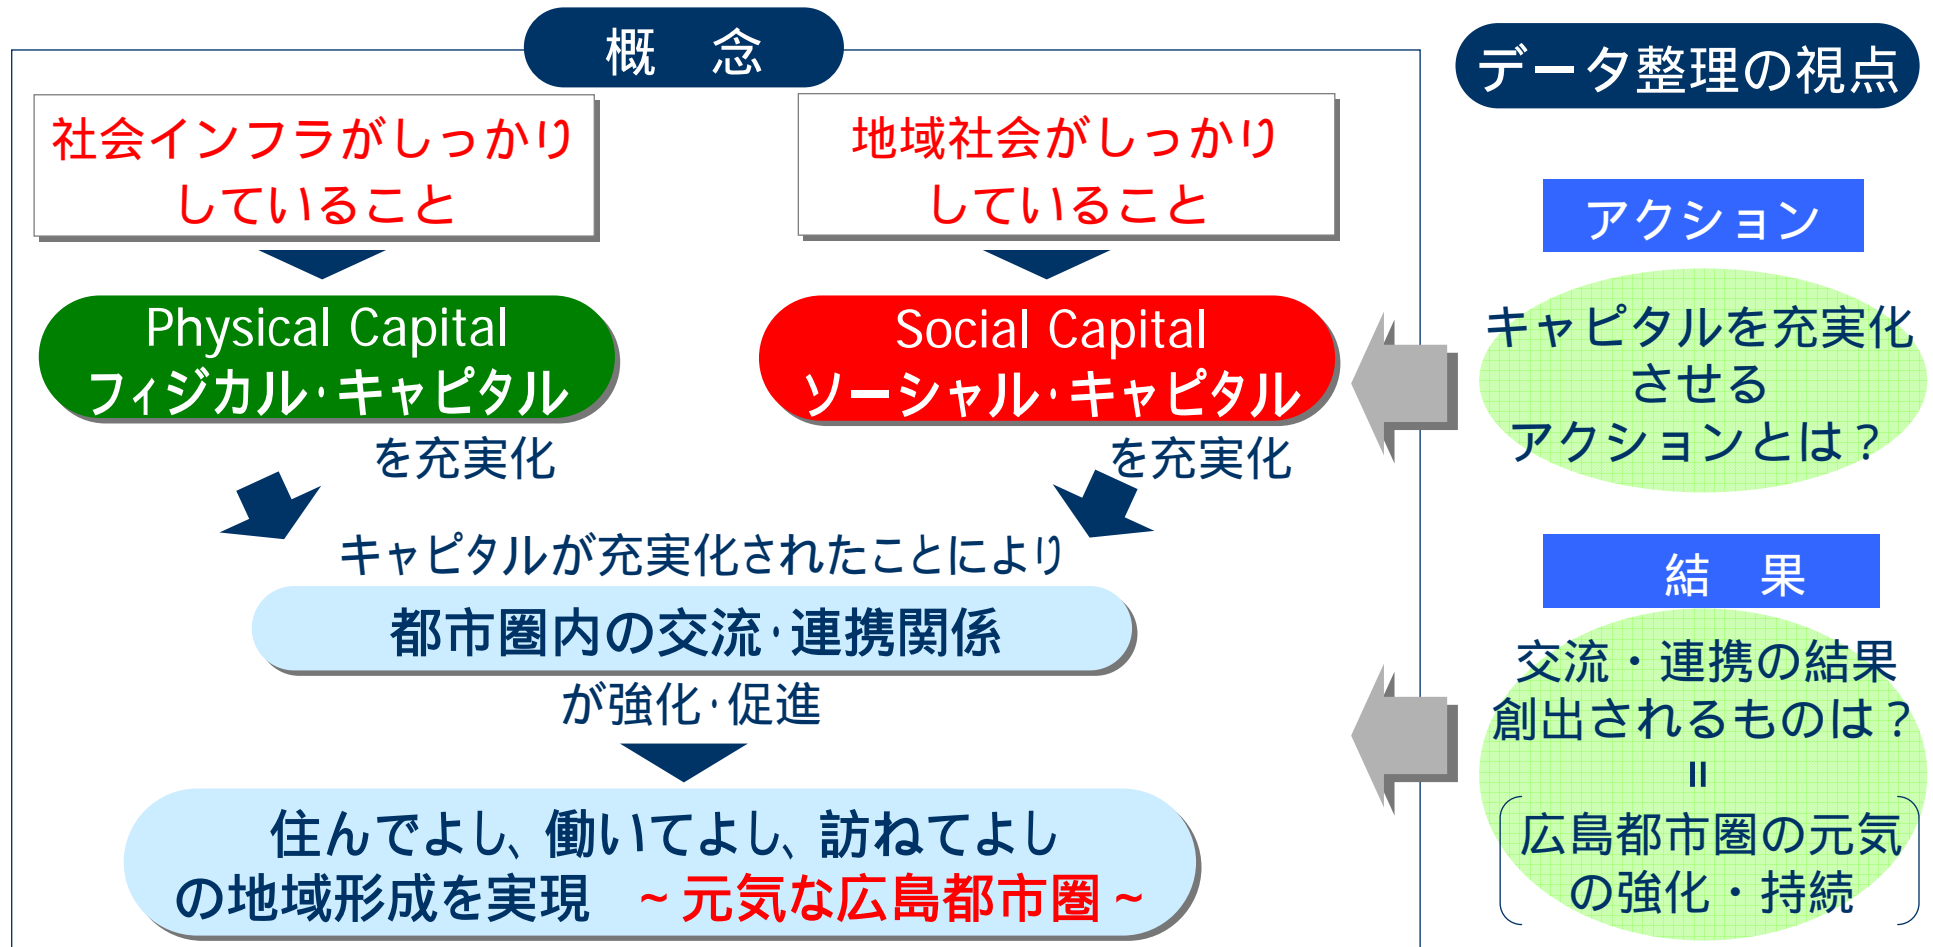 概　念
社会インフラがしっかり
していること
地域社会がしっかり
していること
Physical Capital
フィジカル・キャピタル
を充実化
Social Capital
ソーシャル・キャピタル
を充実化
キャピタルが充実化されたことにより
都市圏内の交流・連携関係
が強化・促進
住んでよし、働いてよし、訪ねてよし
の地域形成を実現　~元気な広島都市圏~
データ整理の視点
アクション
キャピタルを充実化
させる
アクションとは？
結　果
交流・連携の結果
創出されるものは？
=
広島都市圏の元気
の強化・持続